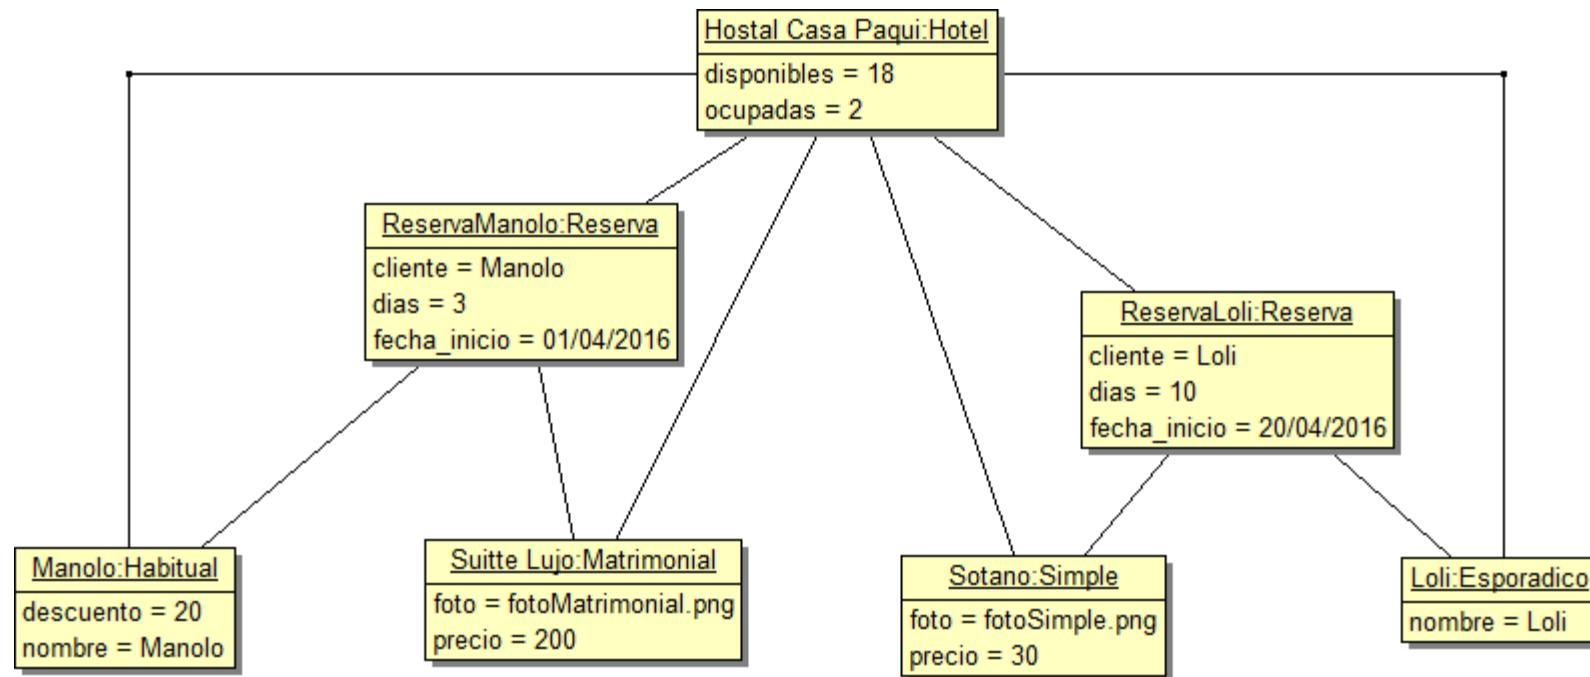 Hostal Casa Paqui:Hotel
disponibles = 18
ocupadas = 2
ReservaManolo:Reserva
cliente = Manolo
dias = 3
fecha_inicio = 01/04/2016
ReservaLoli:Reserva
cliente = Loli
dias = 10
fecha_inicio = 20/04/2016
Manolo:Habitual
descuento = 20
nombre = Manolo
Suitte Lujo:Matrimonial
foto = fotoMatrimonial.png
precio = 200
Sotano:Simple
foto = fotoSimple.png
precio = 30
Loli:Esporadico
nombre = Loli